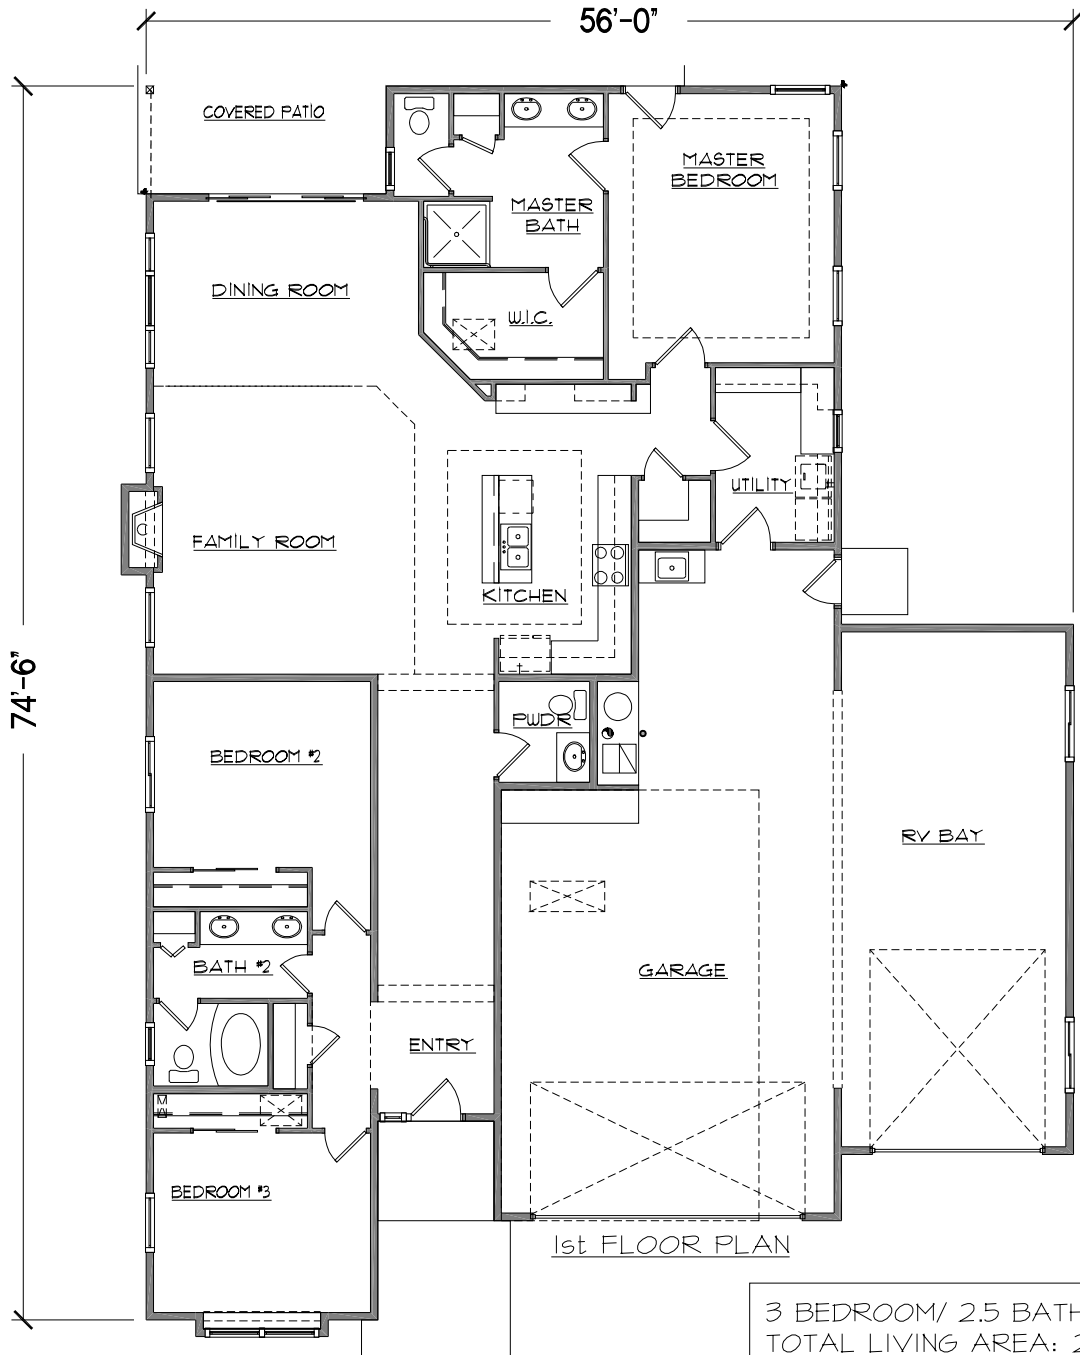 56'-0"
COVERED PATIO
MASTER
BEDROOM
MASTER
BATH
DINING ROOM
W.I.C.
UTILITY
FAMILY ROOM
KITCHEN
74'-6"
PWDR
BEDROOM #2
RV BAY
BATH #2
GARAGE
ENTRY
BEDROOM #3
1st FLOOR PLAN
3 BEDROOM/ 2.5 BATH
TOTAL LIVING AREA: 2